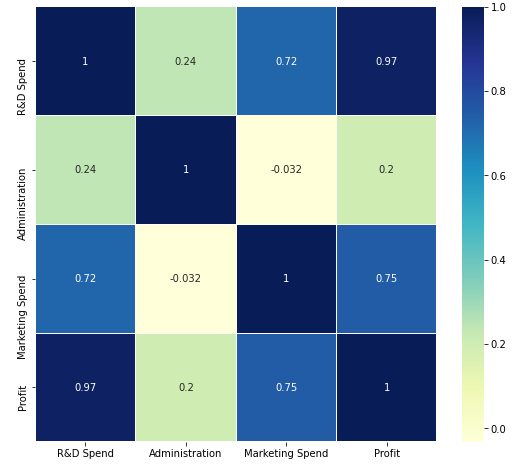 1.0
R&D Spend 1 0.24 0.72 0.97
0.8
Administration 0.24 1 -0.032 0.2
0.6
0.4
Marketing Spend 0.72 -0.032 1 0.75
0.2
Profit 0.97 0.2 0.75 1
0.0
R&D Spend Administration Marketing Spend Profit